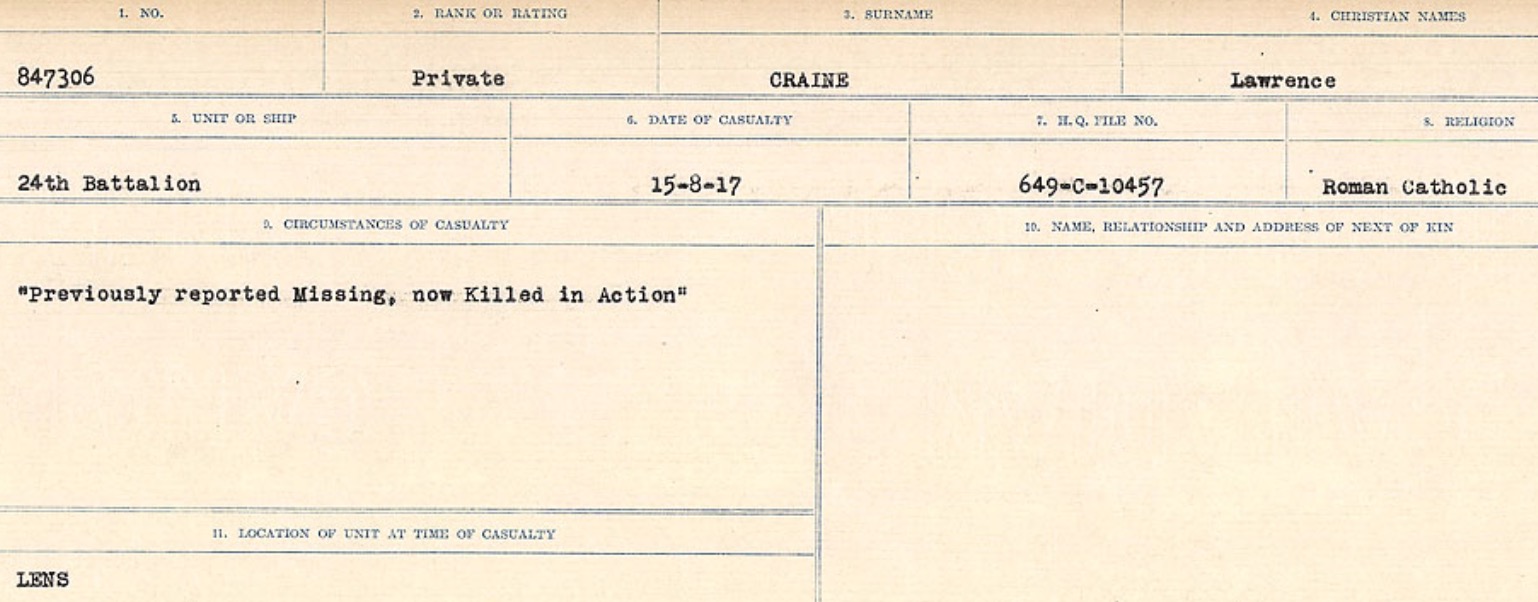 1. NO. 2. RANK OR RATING 3. SURNAME 4. CHRISTIAN NAMES
847306 Private CRAINE Lawrence
5. UNIT OR SHIP 6. DATE OF CASUALTY 7. H.Q. FILE NO. 8. RELIGION
24th Battalion 15-8-17 649-C-10457 Roman Catholic
9. CIRCUMSTANCES OF CASUALTY 10. NAME, RELATIONSHIP AND ADDRESS OF NEXT OF KIN
"Previously reported Missing, now Killed in Action"
11. LOCATION OF UNIT AT TIME OF CASUALTY
LENS